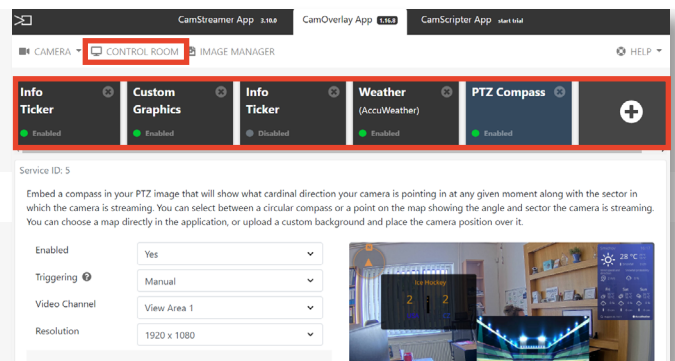 CamStreamer App 3.10.0 CamOverlay App 1.16.8 CamScripter App start trial
CAMERA CONTROL ROOM IMAGE MANAGER HELP
Info Ticker
Enabled
Custom Graphics
Enabled
Info Ticker
Disabled
Weather
(AccuWeather)
Enabled
PTZ Compass
Enabled
Service ID: 5
Embed a compass in your PTZ image that will show what cardinal direction your camera is pointing in at any given moment along with the sector in
which the camera is streaming. You can select between a circular compass or a point on the map showing the angle and sector the camera is streaming.
You can choose a map directly in the application, or upload a custom background and place the camera position over it.
Enabled Yes
Triggering Manual
Video Channel View Area 1
Resolution 1920 x 1080
28 °C
Ice Hockey
2 2